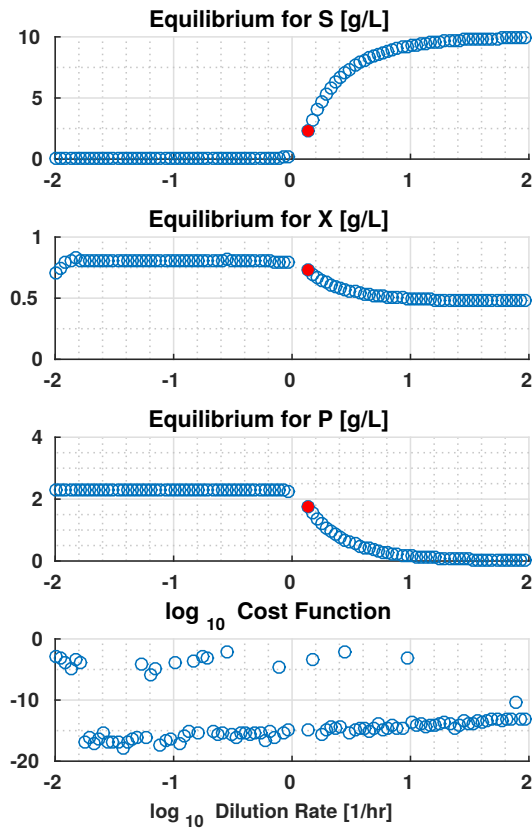 Equilibrium for S [g/L]
10
5
0
-2 -1 0 1 2
Equilibrium for X [g/L]
1
0.5
0
-2 -1 0 1 2
Equilibrium for P [g/L]
4
2
0
-2 -1 0 1 2
log 10 Cost Function
0
-10
-20
-2 -1 0 1 2
log 10 Dilution Rate [1/hr]